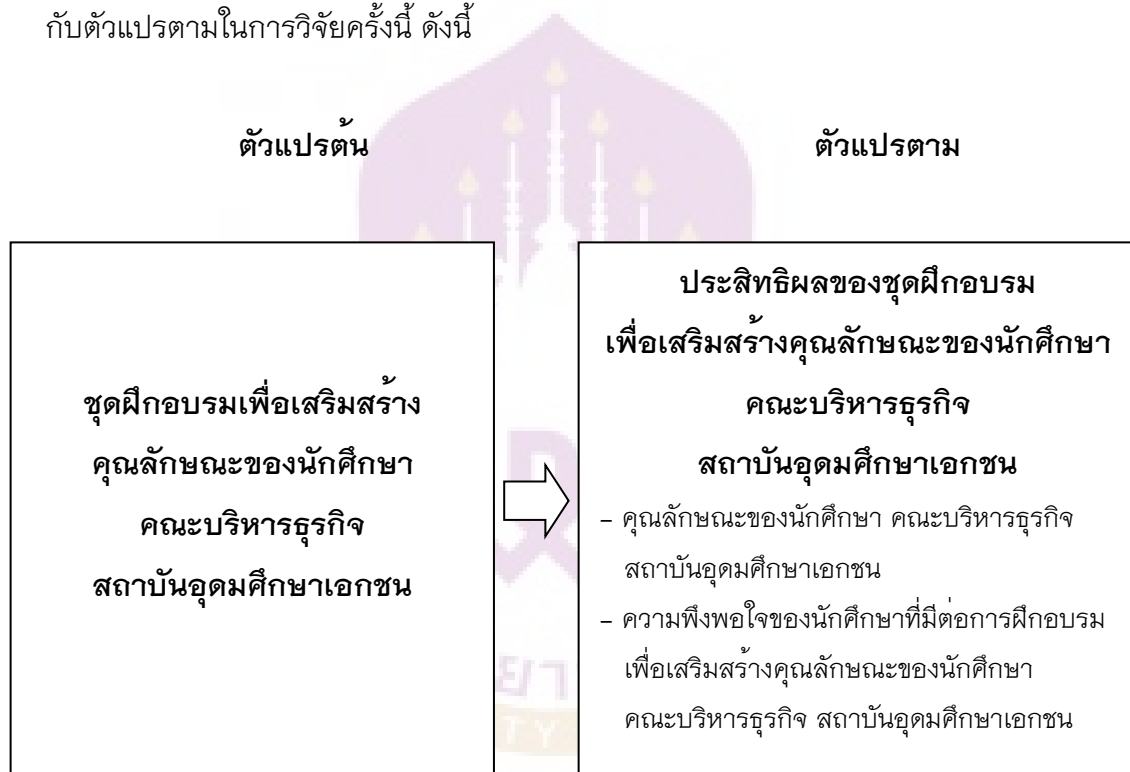 กับตัวแปรตามในการวิจัยครั้งนี้ ดังนี้
ตัวแปรต้น
ตัวแปรตาม
ชุดฝึกอบรมเพื่อเสริมสร้าง
คุณลักษณะของนักศึกษา
คณะบริหารธุรกิจ
สถาบันอุดมศึกษาเอกชน
ประสิทธิผลของชุดฝึกอบรม
เพื่อเสริมสร้างคุณลักษณะของนักศึกษา
คณะบริหารธุรกิจ
สถาบันอุดมศึกษาเอกชน
– คุณลักษณะของนักศึกษา คณะบริหารธุรกิจ
สถาบันอุดมศึกษาเอกชน
– ความพึงพอใจของนักศึกษาที่มีต่อการฝึกอบรม
เพื่อเสริมสร้างคุณลักษณะของนักศึกษา
คณะบริหารธุรกิจ สถาบันอุดมศึกษาเอกชน